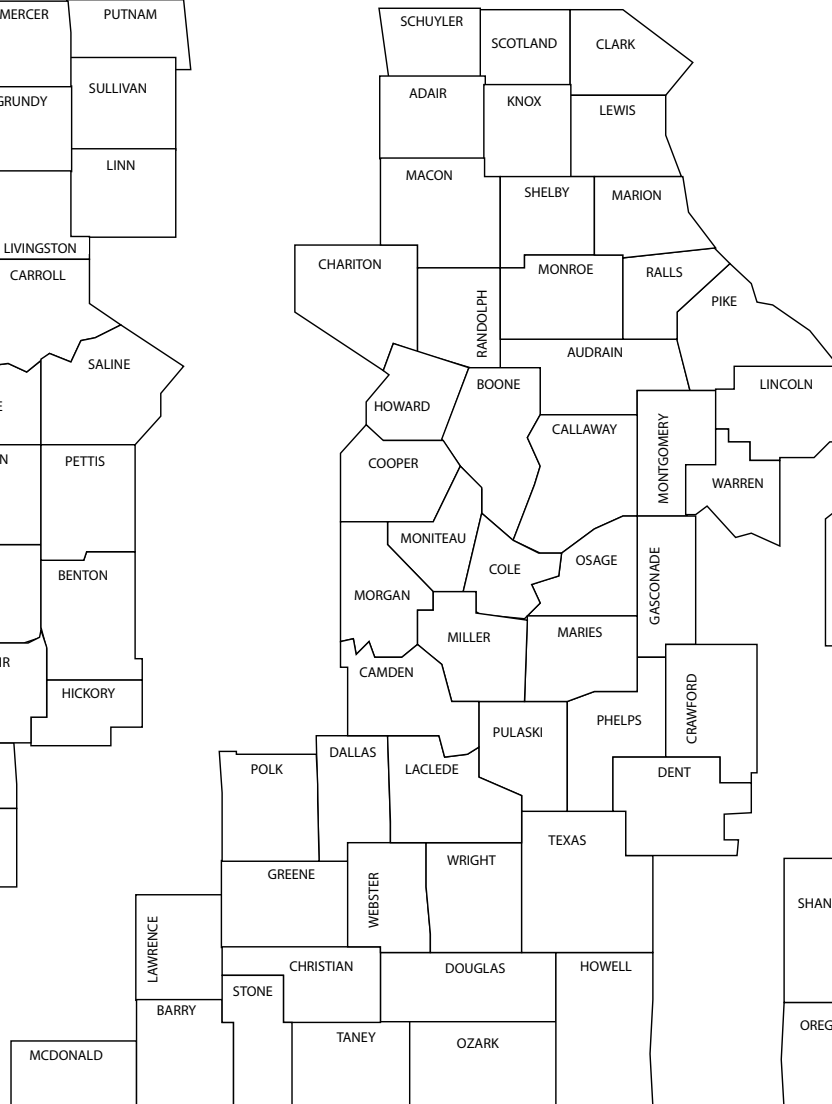 MERCER
PUTNAM
SCHUYLER
SCOTLAND
CLARK
SULLIVAN
GRUNDY
ADAIR
KNOX
LEWIS
LINN
MACON
SHELBY
MARION
LIVINGSTON
CARROLL
CHARITON
RANDOLPH
MONROE
RALLS
PIKE
SALINE
AUDRAIN
BOONE
LINCOLN
E
HOWARD
CALLAWAY
MONTGOMERY
N
PETTIS
COOPER
WARREN
MONITEAU
COLE
OSAGE
GASCONADE
BENTON
MORGAN
MILLER
MARIES
IR
CAMDEN
HICKORY
PULASKI
PHELPS
CRAWFORD
POLK
DALLAS
LACLEDE
DENT
TEXAS
GREENE
WEBSTER
WRIGHT
SHAN
LAWRENCE
CHRISTIAN
DOUGLAS
HOWELL
STONE
BARRY
TANEY
OZARK
OREG
MCDONALD